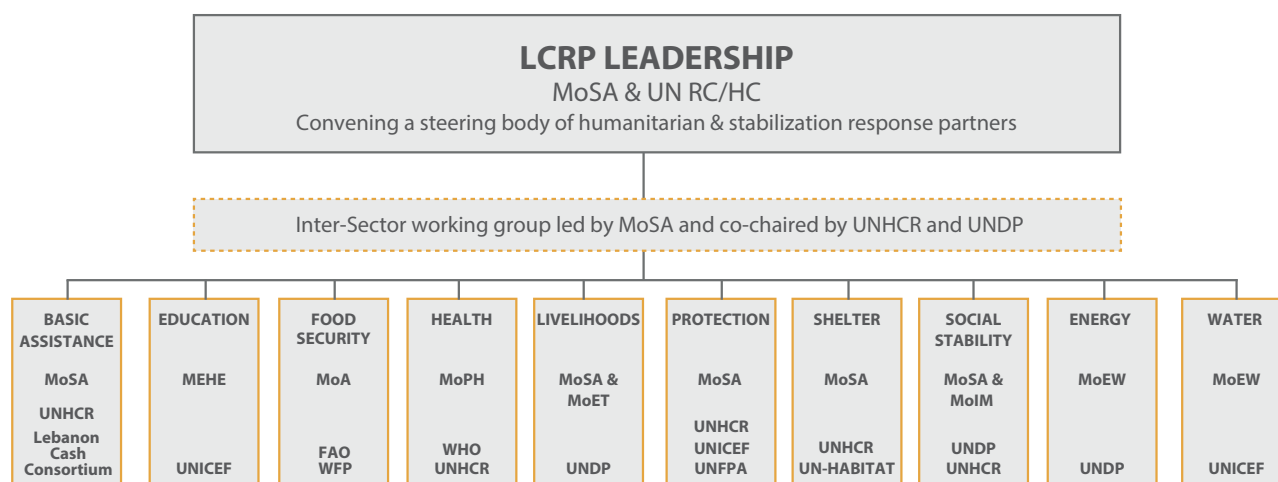 LCRP LEADERSHIP
MoSA & UN RC/HC
Convening a steering body of humanitarian & stabilization response partners
Inter-Sector working group led by MoSA and co-chaired by UNHCR and UNDP
BASIC
ASSISTANCE
MoSA
UNHCR
Lebanon
Cash
Consortium
EDUCATION
MEHE
UNICEF
FOOD
SECURITY
MoA
FAO
WFP
HEALTH
MoPH
WHO
UNHCR
LIVELIHOODS
MoSA &
MoET
UNDP
PROTECTION
MoSA
UNHCR
UNICEF
UNFPA
SHELTER
MoSA
UNHCR
UN-HABITAT
SOCIAL
STABILITY
MoSA &
MoIM
UNDP
UNHCR
ENERGY
MoEW
UNDP
WATER
MoEW
UNICEF